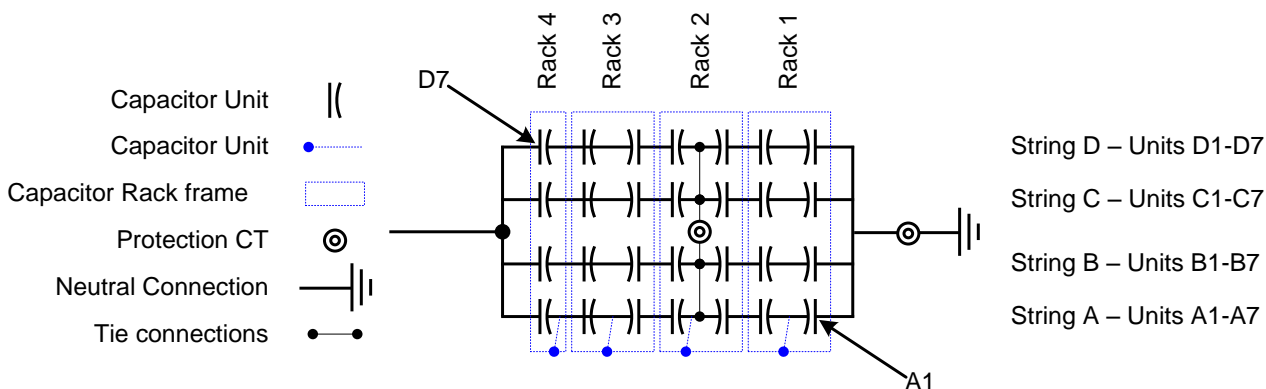 Rack 4
Rack 3
Rack 2
Rack 1
D7
Capacitor Unit
Capacitor Unit
Capacitor Rack frame
Protection CT
Neutral Connection
Tie connections
String D – Units D1-D7
String C – Units C1-C7
String B – Units B1-B7
String A – Units A1-A7
A1